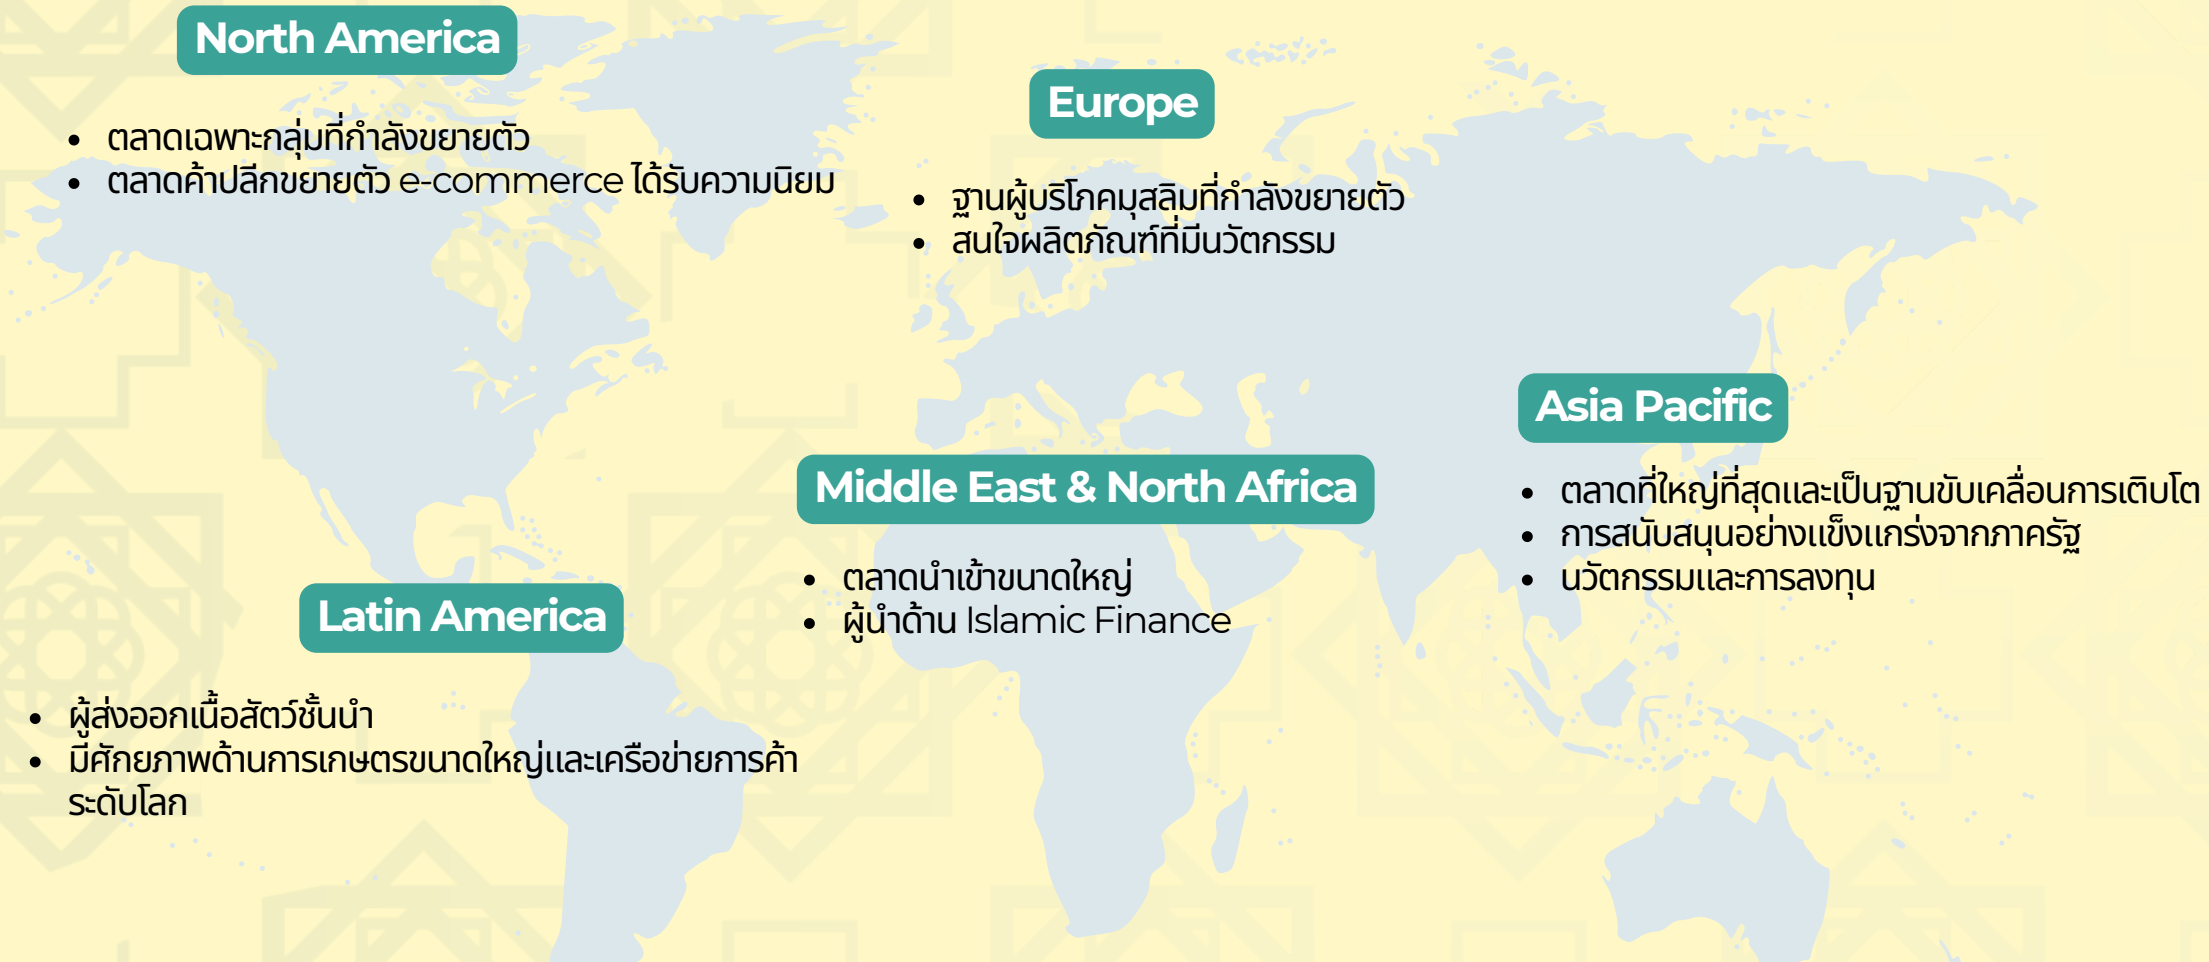 North America
• ตลาดเฉพาะกลุ่มที่กำลังขยายตัว
• ตลาดค้าปลีกขยายตัว e-commerce ได้รับความนิยม
Europe
• ฐานผู้บริโภคมุสลิมที่กำลังขยายตัว
• สนใจผลิตภัณฑ์ที่มีนวัตกรรม
Asia Pacific
• ตลาดที่ใหญ่ที่สุดและเป็นฐานขับเคลื่อนการเติบโต
• การสนับสนุนอย่างแข็งแกร่งจากภาครัฐ
• นวัตกรรมและการลงทุน
Middle East & North Africa
• ตลาดนำเข้าขนาดใหญ่
• ผู้นำด้าน Islamic Finance
Latin America
• ผู้ส่งออกเนื้อสัตว์ชั้นนำ
• มีศักยภาพด้านการเกษตรขนาดใหญ่และเครือข่ายการค้า
ระดับโลก